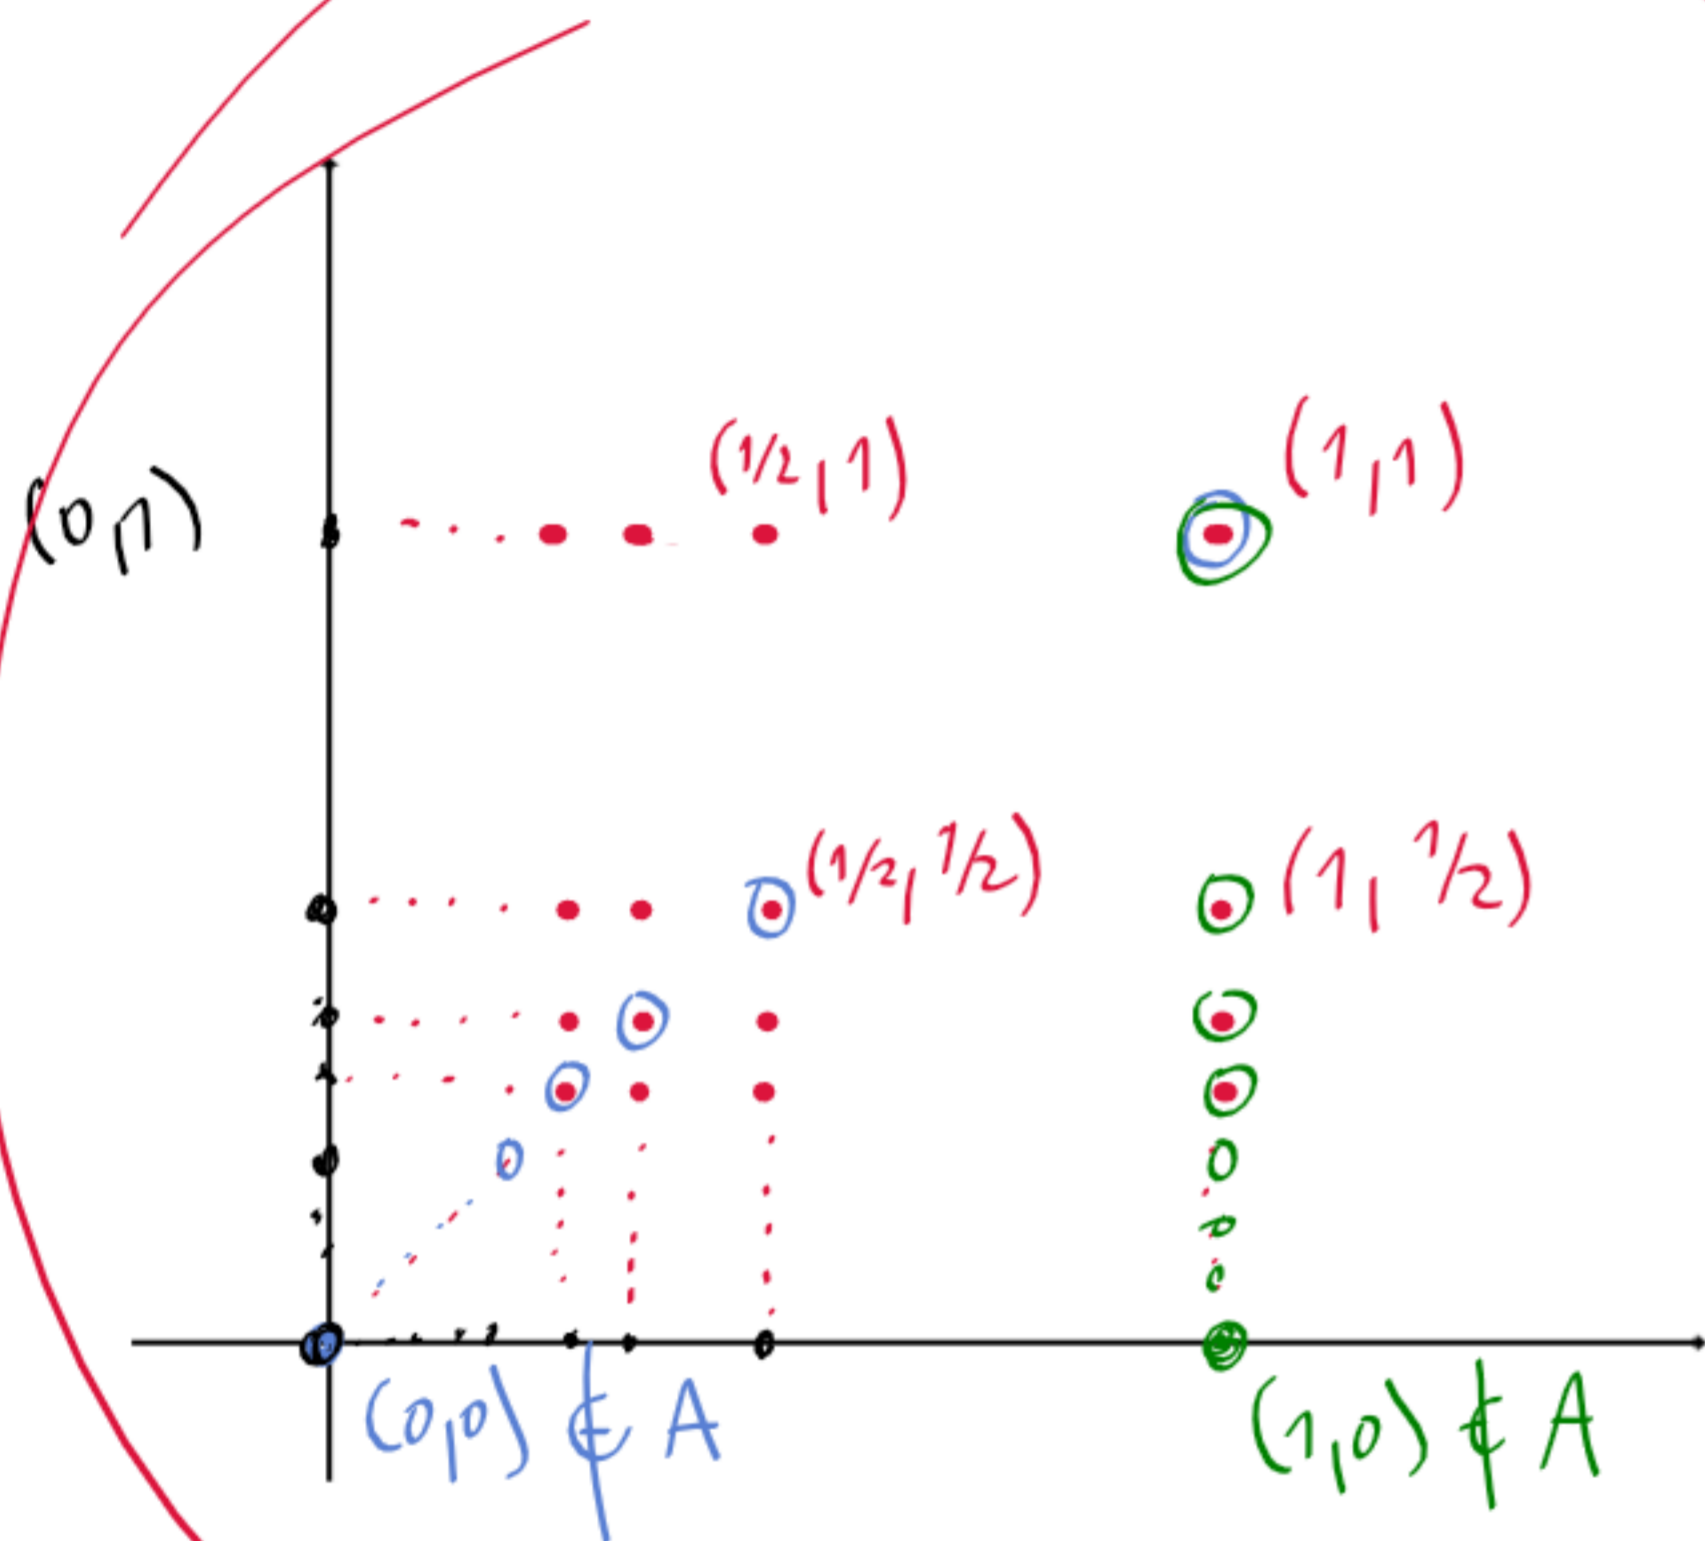 (1/2,1) (1,1)
(0,1)
(1/2,1/2) (1,1/2)
(0,0) ∉ A (1,0) ∉ A